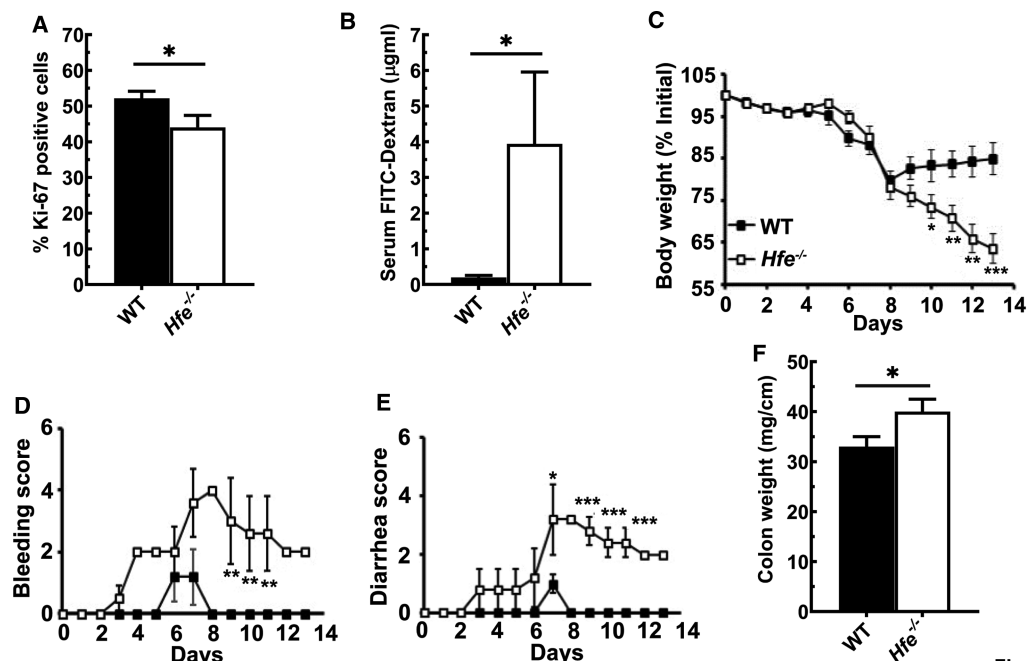 A
% Ki-67 positive cells
70
60
50
40
30
20
10
0
*
WT
Hfe-/-
B
Serum FITC-Dextran (µgml)
7
6
5
4
3
2
1
0
*
WT
Hfe-/-
C
Body weight (% Initial)
105
95
85
75
65
55
WT
Hfe-/-
*
**
**
***
0 2 4 6 8 10 12 14
Days
D
Bleeding score
6
4
2
0
** ** **
0 2 4 6 8 10 12 14
Days
E
Diarrhea score
6
4
2
0
*
*** *** ***
0 2 4 6 8 10 12 14
Days
F
Colon weight (mg/cm)
50
40
30
20
10
0
*
WT
Hfe-/-